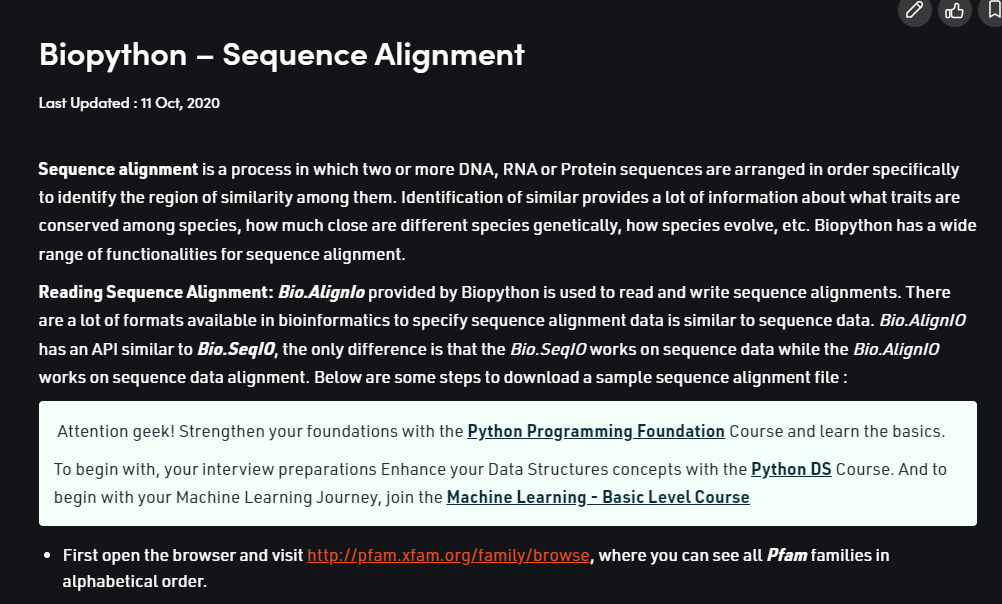 Biopython – Sequence Alignment
Last Updated : 11 Oct, 2020
Sequence alignment is a process in which two or more DNA, RNA or Protein sequences are arranged in order specifically
to identify the region of similarity among them. Identification of similar provides a lot of information about what traits are
conserved among species, how much close are different species genetically, how species evolve, etc. Biopython has a wide
range of functionalities for sequence alignment.
Reading Sequence Alignment: Bio.AlignIo provided by Biopython is used to read and write sequence alignments. There
are a lot of formats available in bioinformatics to specify sequence alignment data is similar to sequence data. Bio.AlignIO
has an API similar to Bio.SeqIO, the only difference is that the Bio.SeqIO works on sequence data while the Bio.AlignIO
works on sequence data alignment. Below are some steps to download a sample sequence alignment file :
Attention geek! Strengthen your foundations with the Python Programming Foundation Course and learn the basics.
To begin with, your interview preparations Enhance your Data Structures concepts with the Python DS Course. And to
begin with your Machine Learning Journey, join the Machine Learning - Basic Level Course
• First open the browser and visit http://pfam.xfam.org/family/browse, where you can see all Pfam families in
alphabetical order.